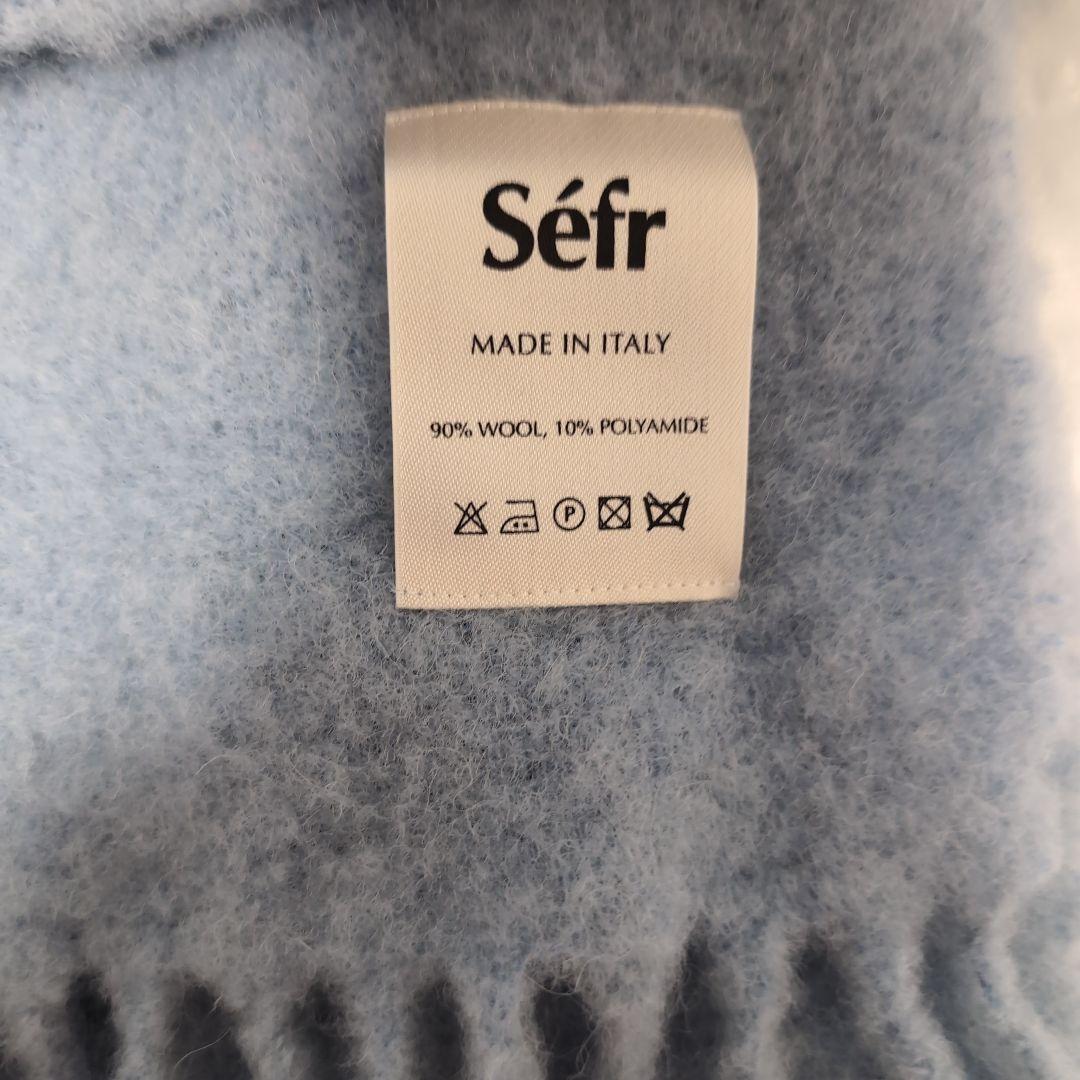 Séfr
MADE IN ITALY
90% WOOL, 10% POLYAMIDE
P